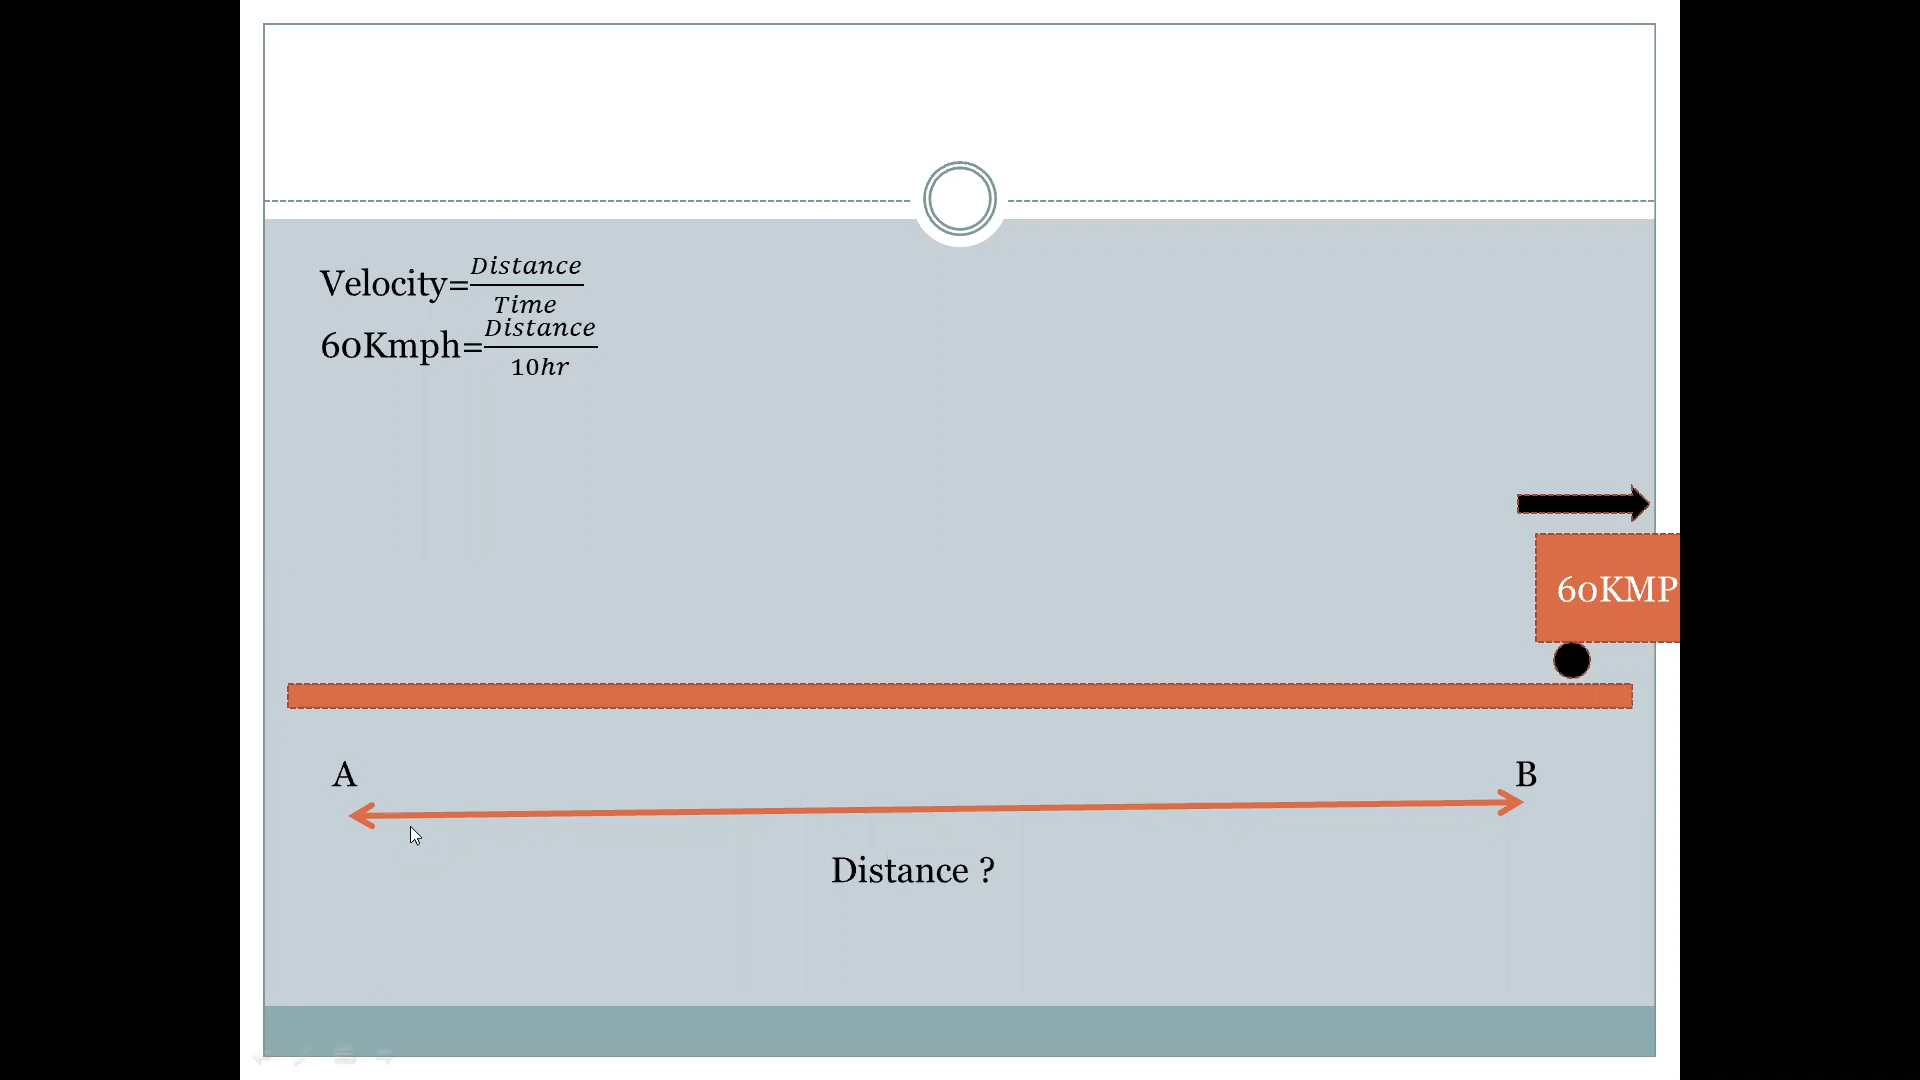 Velocity=Distance/Time
60Kmph=Distance/10hr
60KMP
A B
Distance ?